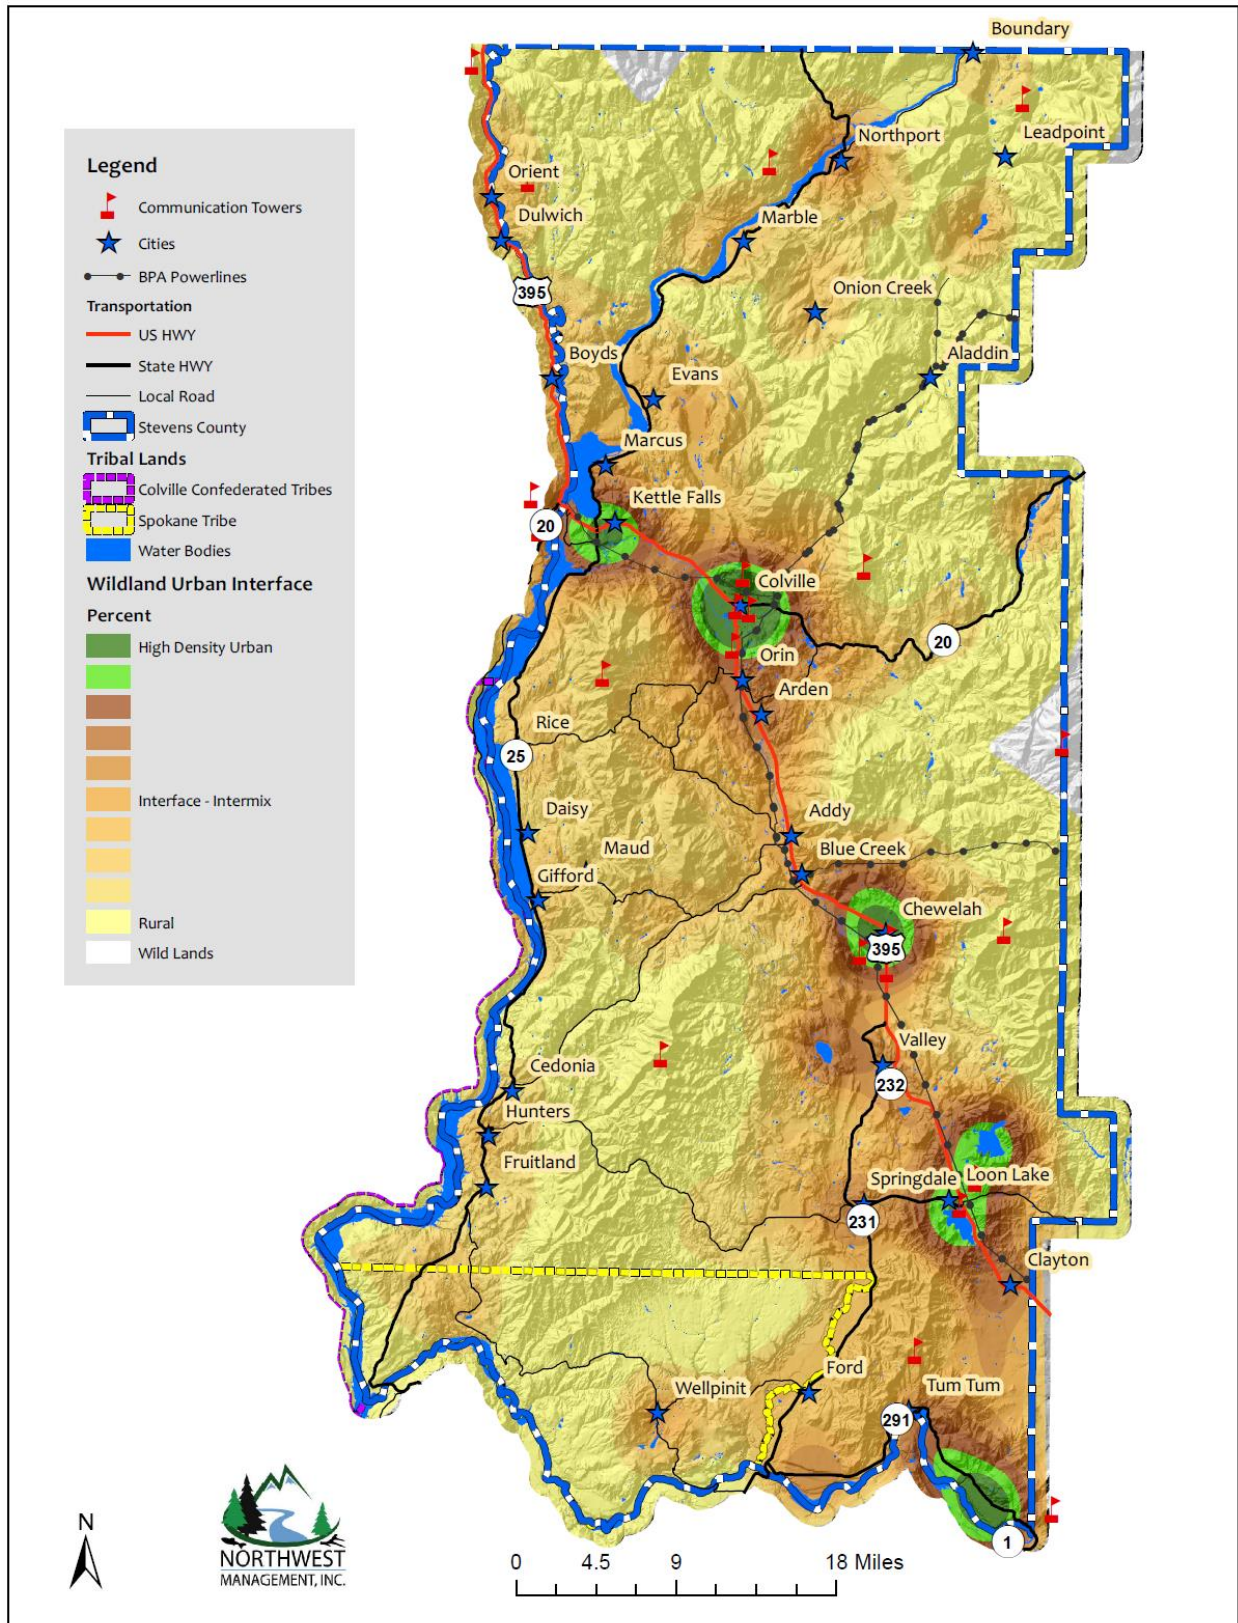 Boundary
Northport
Leadpoint
Orient
Dulwich
Marble
395
Onion Creek
Boyds
Aladdin
Evans
Marcus
Kettle Falls
20
Colville
20
Orin
Arden
Rice
25
Daisy
Addy
Maud
Blue Creek
Gifford
Chewelah
395
Valley
Cedonia
232
Hunters
Fruitland
Springdale
Loon Lake
231
Clayton
Ford
Wellpinit
Tum Tum
291
1
Legend
Communication Towers
Cities
BPA Powerlines
Transportation
US HWY
State HWY
Local Road
Stevens County
Tribal Lands
Colville Confederated Tribes
Spokane Tribe
Water Bodies
Wildland Urban Interface
Percent
High Density Urban
Interface - Intermix
Rural
Wild Lands
N
NORTHWEST
MANAGEMENT, INC.
0 4.5 9 18 Miles